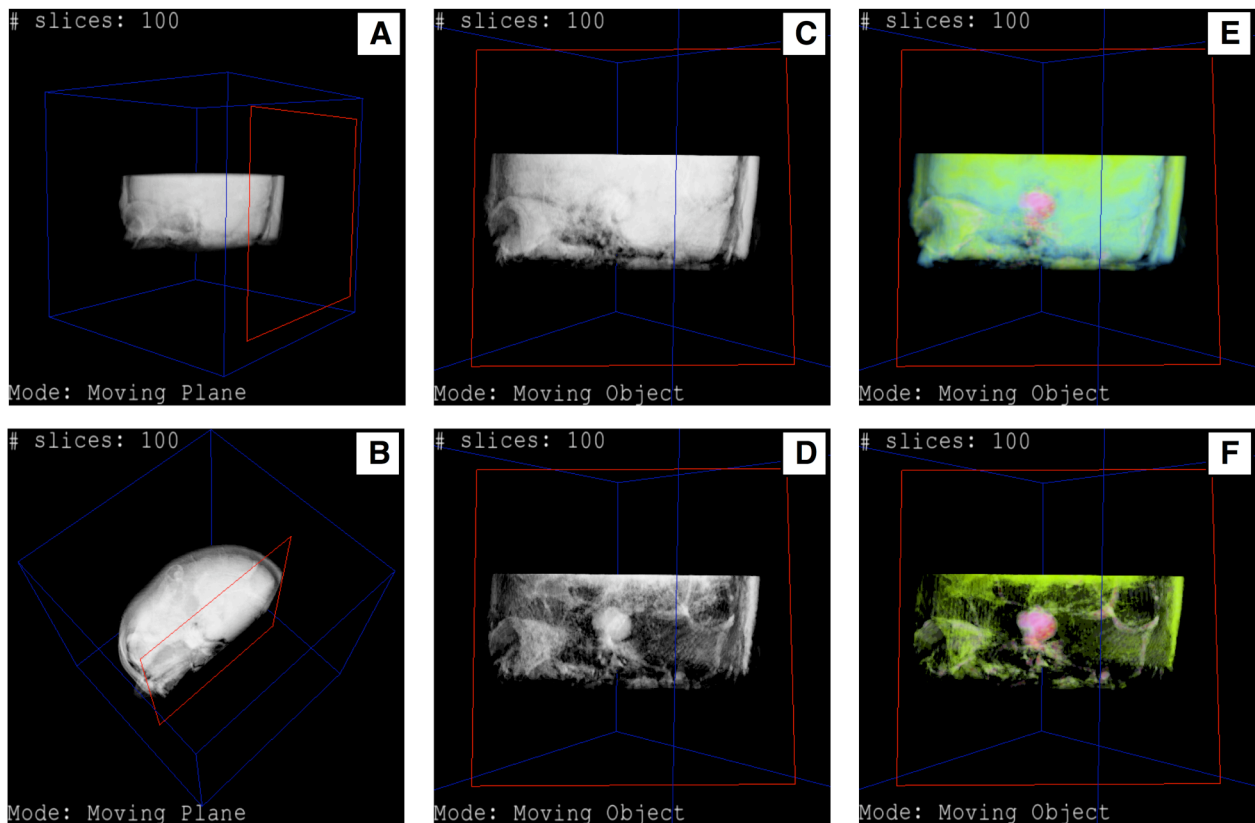 # slices: 100
A
Mode: Moving Plane
# slices: 100
C
Mode: Moving Object
# slices: 100
E
Mode: Moving Object
# slices: 100
B
Mode: Moving Plane
# slices: 100
D
Mode: Moving Object
# slices: 100
F
Mode: Moving Object